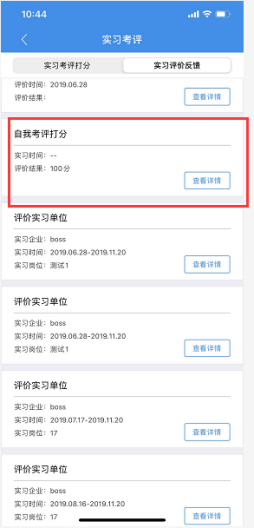 10:44
实习考评
实习考评打分 实习评价反馈
评价时间：2019.06.28
评价结果：
查看详情
自我考评打分
实习时间：--
评价结果：100分
查看详情
评价实习单位
实习企业：boss
实习时间：2019.06.28-2019.11.20
实习岗位：测试1
查看详情
评价实习单位
实习企业：boss
实习时间：2019.06.28-2019.11.20
实习岗位：测试1
查看详情
评价实习单位
实习企业：boss
实习时间：2019.07.17-2019.11.20
实习岗位：17
查看详情
评价实习单位
实习企业：boss
实习时间：2019.08.16-2019.11.20
实习岗位：17
查看详情